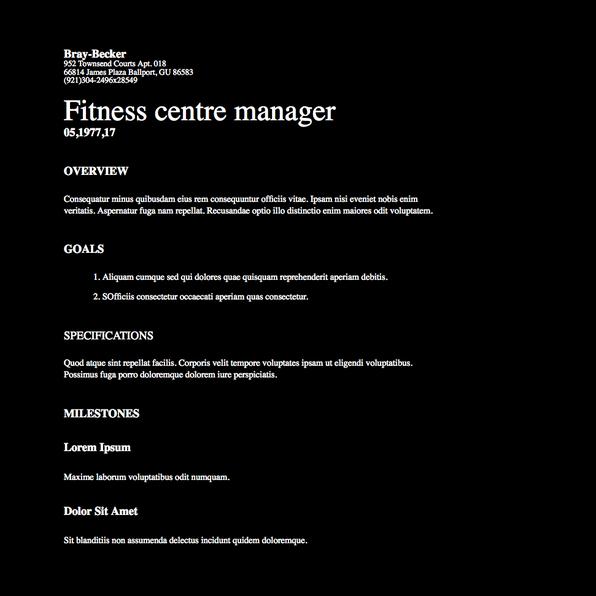 Bray-Becker
952 Townsend Courts Apt. 018
66814 James Plaza Ballport, GU 86583
(921)304-2496x28549
Fitness centre manager
05,1977,17
OVERVIEW
Consequatur minus quibusdam eius rem consequuntur officiis vitae. Ipsam nisi eveniet nobis enim
veritatis. Aspernatur fuga nam repellat. Recusandae optio illo distinctio enim maiores odit voluptatem.
GOALS
1. Aliquam cumque sed qui dolores quae quisquam reprehenderit aperiam debitis.
2. SOfficiis consectetur occaecati aperiam quas consectetur.
SPECIFICATIONS
Quod atque sint repellat facilis. Corporis velit tempore voluptates ipsam ut eligendi voluptatibus.
Possimus fuga porro doloremque dolorem iure perspiciatis.
MILESTONES
Lorem Ipsum
Maxime laborum voluptatibus odit numquam.
Dolor Sit Amet
Sit blanditiis non assumenda delectus incidunt quidem doloremque.